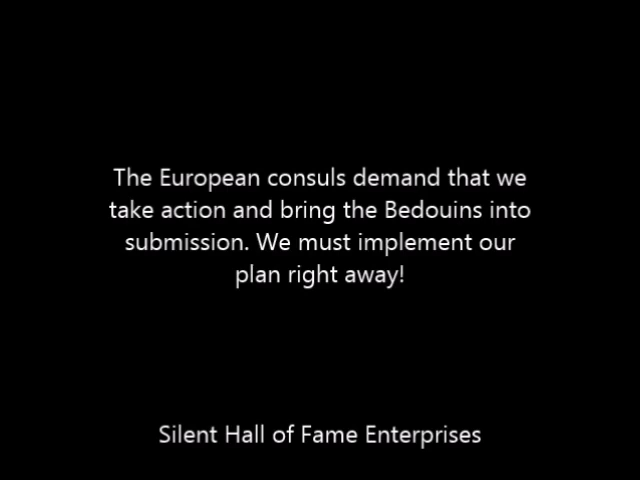 The European consuls demand that we
take action and bring the Bedouins into
submission. We must implement our
plan right away!
Silent Hall of Fame Enterprises